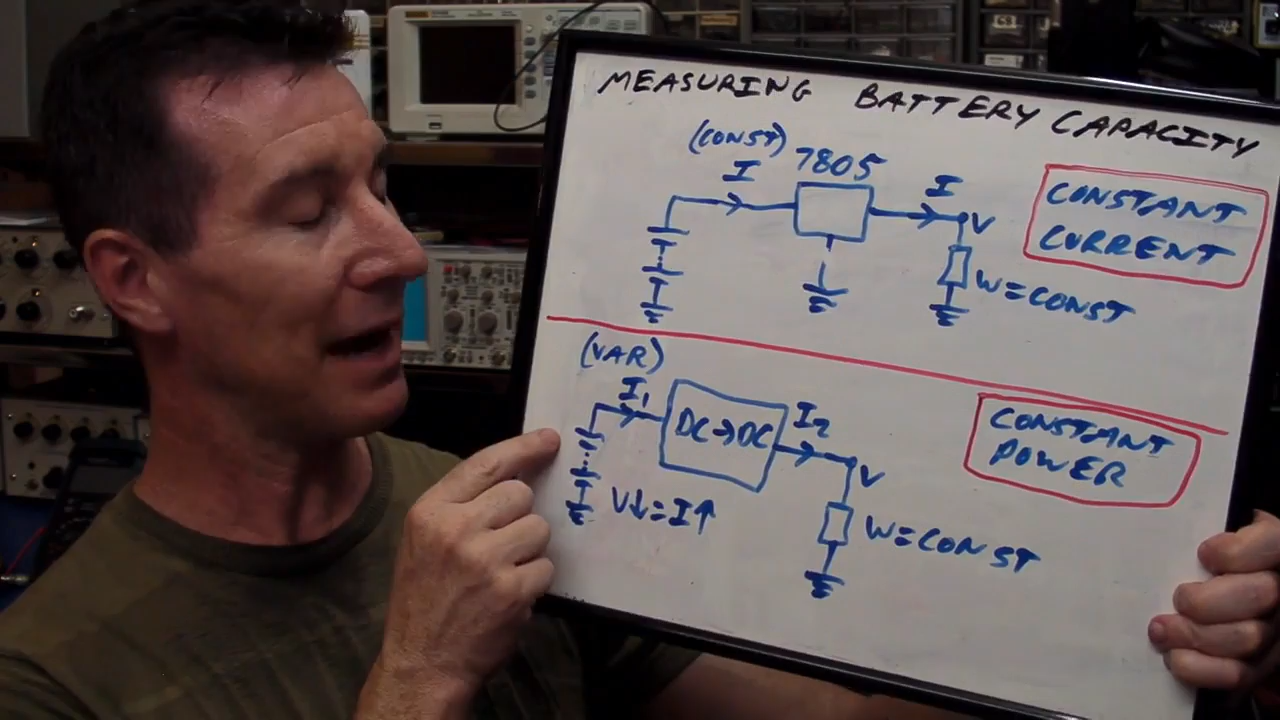 MEASURING BATTERY CAPACITY
(CONST)
I
7805
I
V
W=CONST
CONSTANT
CURRENT
(VAR)
I1
DC→DC
I2
V
V↓=I↑
W=CONST
CONSTANT
POWER